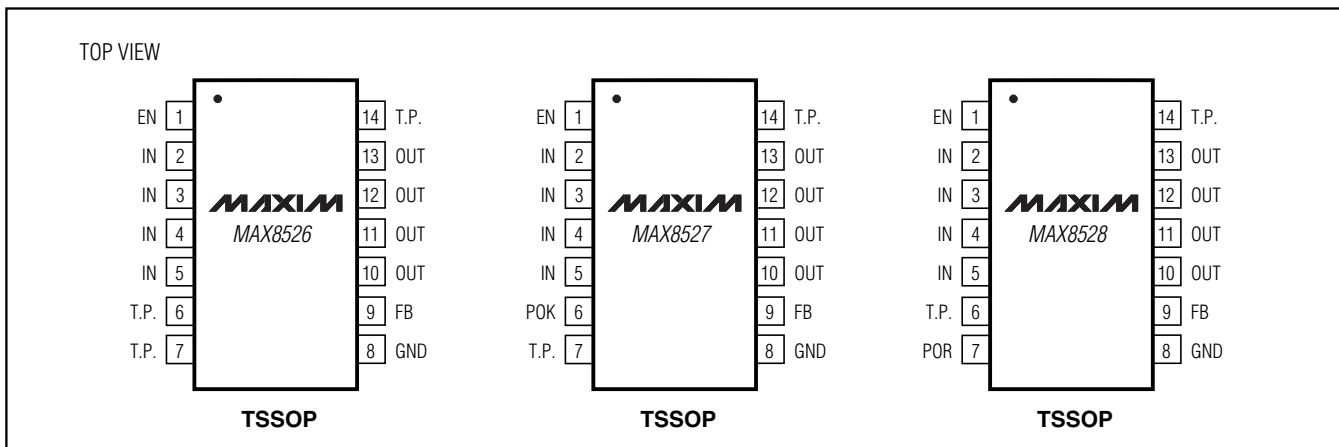 TOP VIEW
EN 1 14 T.P.
IN 2 13 OUT
IN 3 12 OUT
IN 4 11 OUT
IN 5 10 OUT
T.P. 6 9 FB
T.P. 7 8 GND
MAXIM
MAX8526
TSSOP
EN 1 14 T.P.
IN 2 13 OUT
IN 3 12 OUT
IN 4 11 OUT
IN 5 10 OUT
POK 6 9 FB
T.P. 7 8 GND
MAXIM
MAX8527
TSSOP
EN 1 14 T.P.
IN 2 13 OUT
IN 3 12 OUT
IN 4 11 OUT
IN 5 10 OUT
T.P. 6 9 FB
POR 7 8 GND
MAXIM
MAX8528
TSSOP